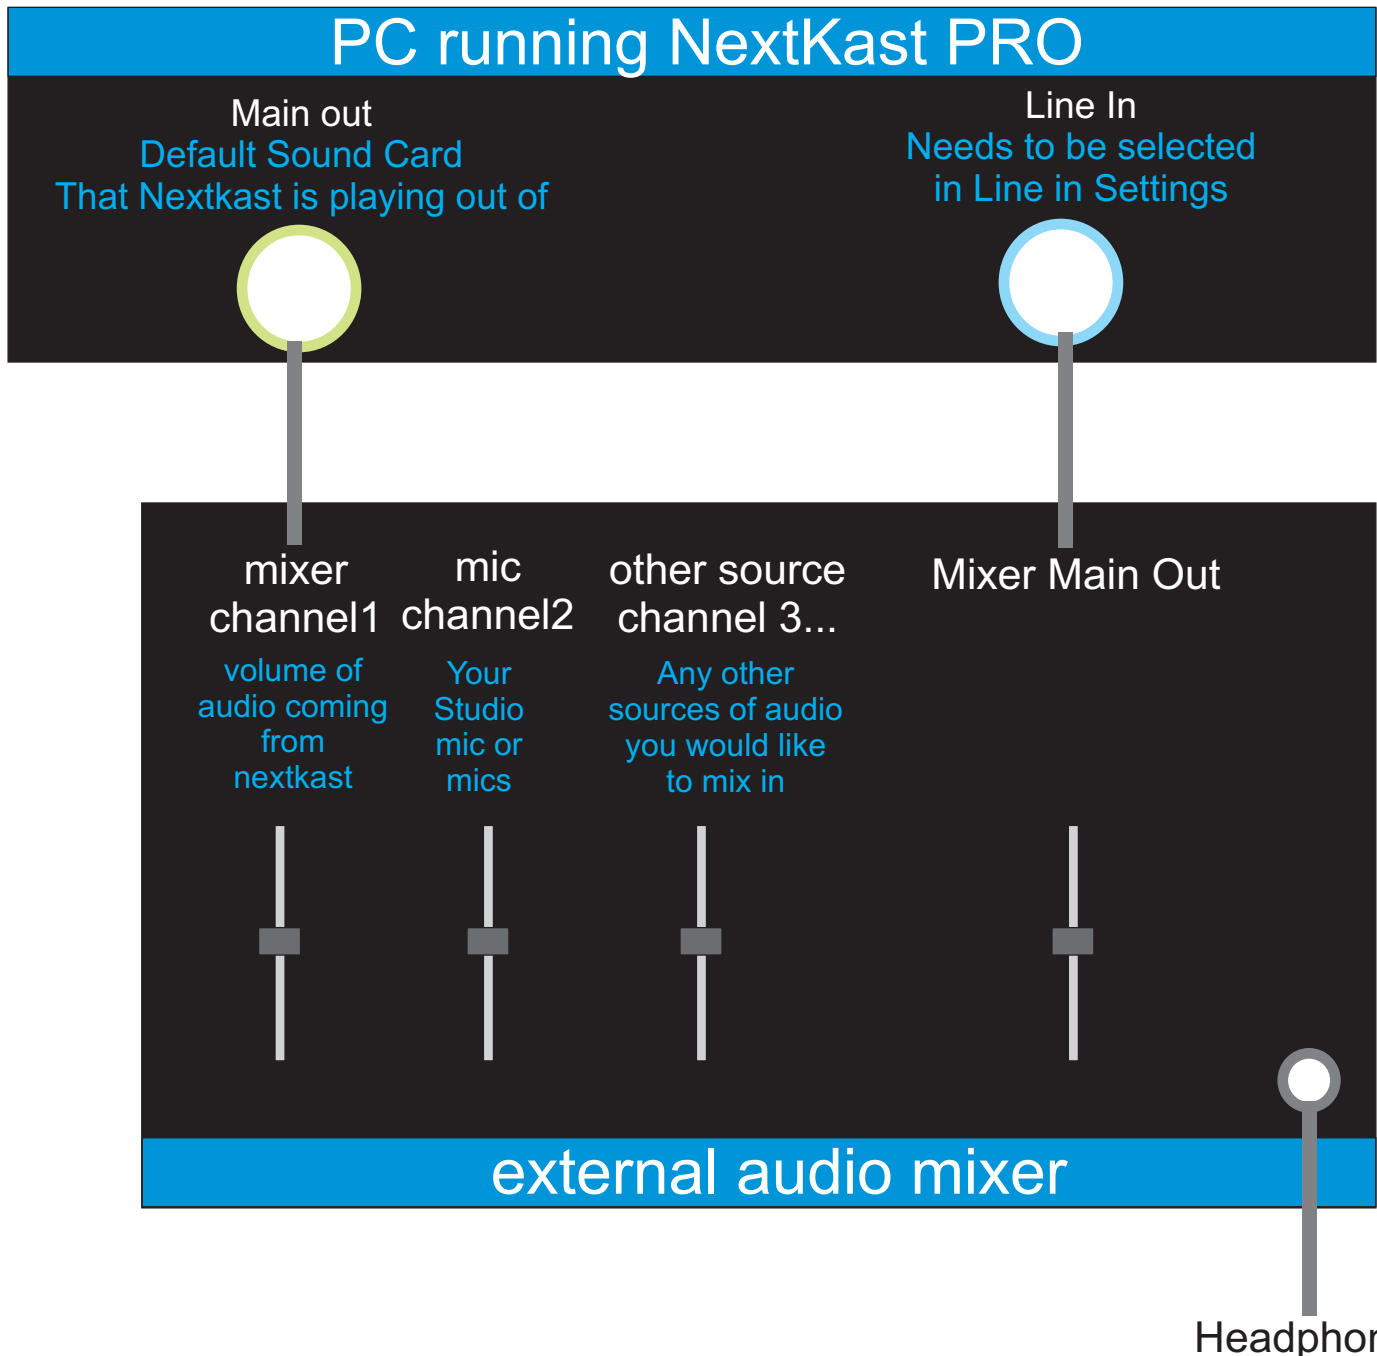 PC running NextKast PRO
Main out
Default Sound Card
That Nextkast is playing out of
Line In
Needs to be selected
in Line in Settings
mixer
channel1
volume of
audio coming
from
nextkast
mic
channel2
Your
Studio
mic or
mics
other source
channel 3...
Any other
sources of audio
you would like
to mix in
Mixer Main Out
external audio mixer